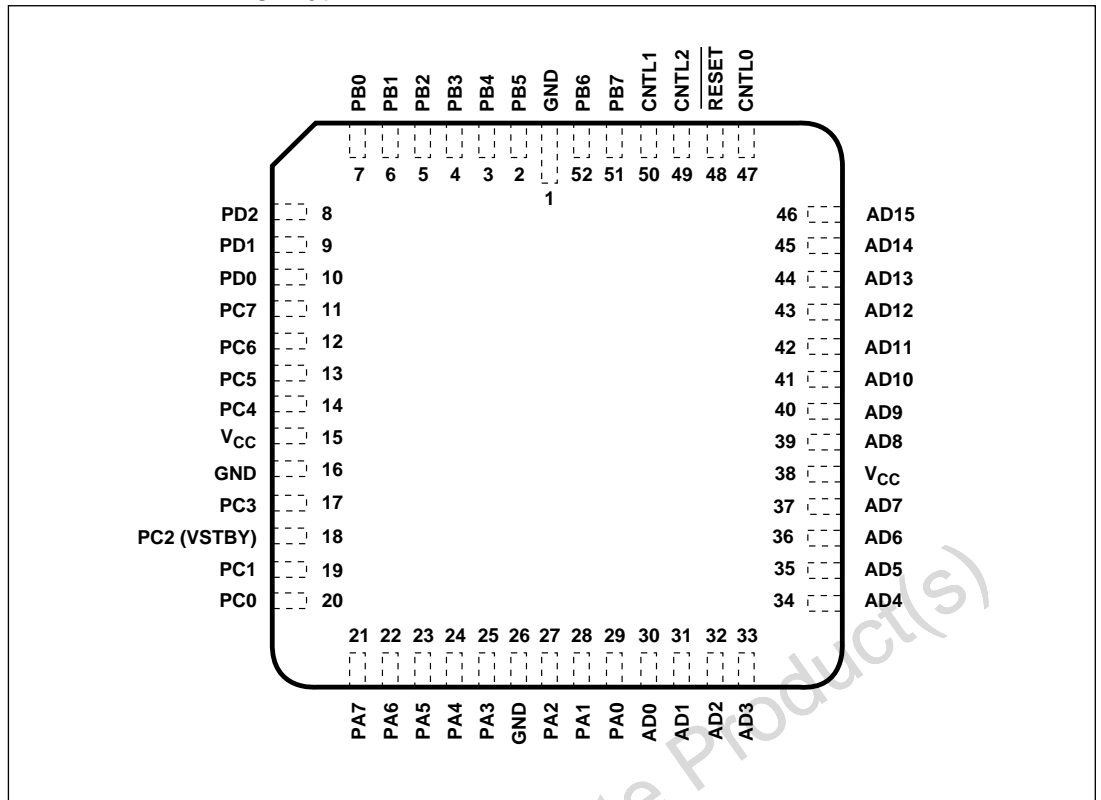 PB0 PB1 PB2 PB3 PB4 PB5 GND PB6 PB7 CNTL1 CNTL2 RESET CNTL0
7 6 5 4 3 2 1 52 51 50 49 48 47
PD2 8 46 AD15
PD1 9 45 AD14
PD0 10 44 AD13
PC7 11 43 AD12
PC6 12 42 AD11
PC5 13 41 AD10
PC4 14 40 AD9
VCC 15 39 AD8
GND 16 38 VCC
PC3 17 37 AD7
PC2 (VSTBY) 18 36 AD6
PC1 19 35 AD5
PC0 20 34 AD4
21 22 23 24 25 26 27 28 29 30 31 32 33
PA7 PA6 PA5 PA4 PA3 GND PA2 PA1 PA0 AD0 AD1 AD2 AD3
Product(s)